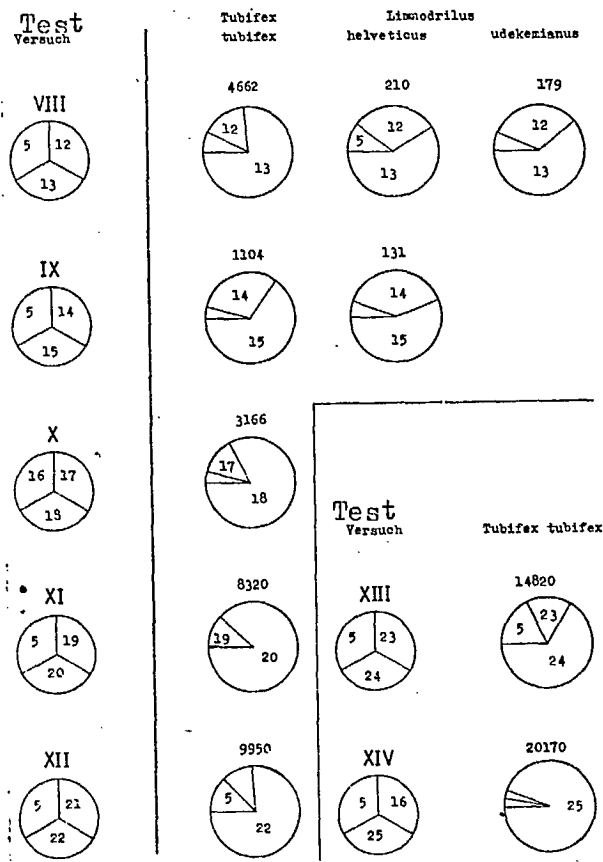 Test Tubifex Limnodrilus
Versuch tubifex helveticus udekemianus
4662 210 179
VIII
5 12 12 12 12
13 13 5 13 13
IX 1104 131
5 14 14 14
15 15 15
X 3166
16 17 17
18 18
Test
Versuch Tubifex tubifex
XI 8320 XIII 14820
5 19 19 5 23 5 23
20 20 24 24
XII 9950 XIV 20170
5 21 5 5 16
22 22 25 25